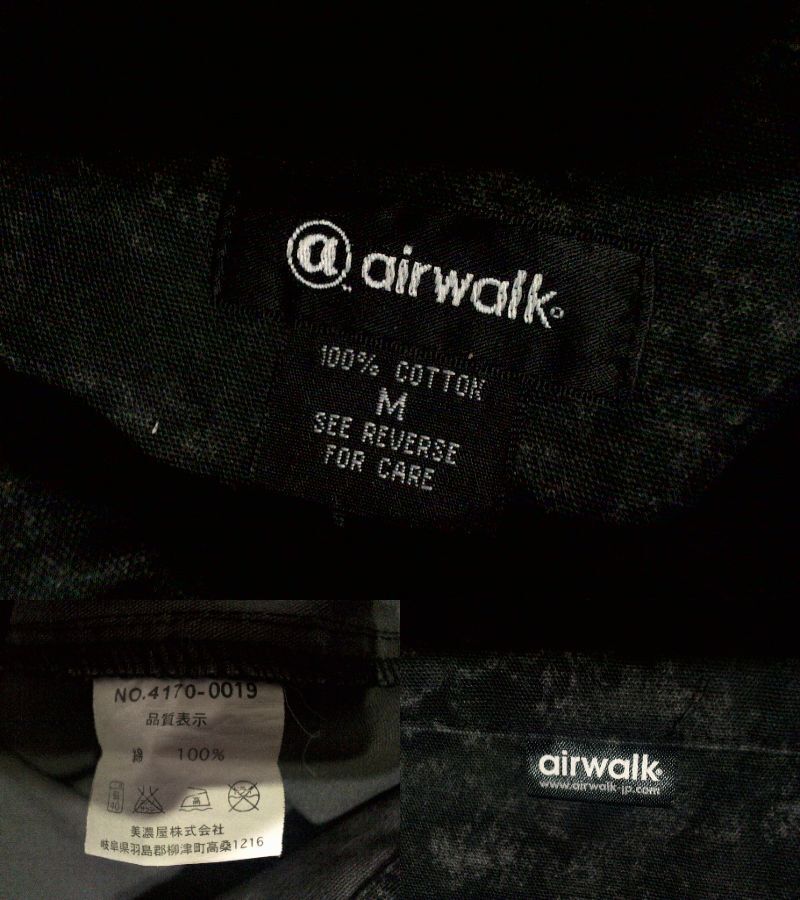 @ airwalk
100% COTTON
M
SEE REVERSE
FOR CARE
NO.4170-0019
品質表示
綿 100%
美濃屋株式会社
岐阜県羽島郡柳津町高桑1216
airwalk
www.airwalk-jp.com